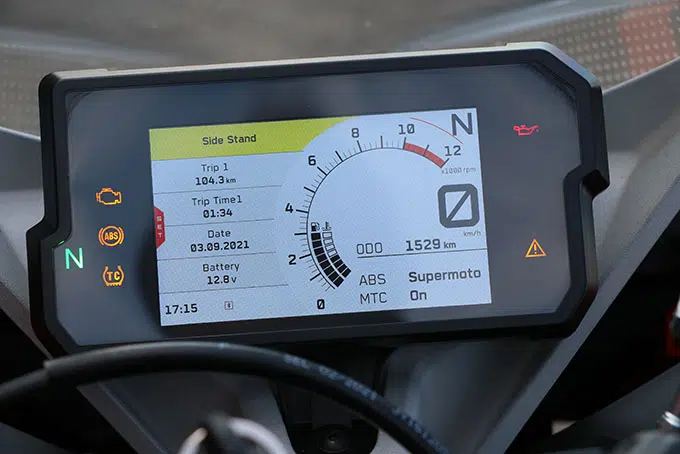 Side Stand
Trip 1
104.3 km
Trip Time1
01:34
Date
03.09.2021
Battery
12.8 V
17:15
SET
0
2
4
6
8
10
12
x1000 rpm
N
0
km/h
ODO 1529 km
ABS Supermoto
MTC On
ABS
N
TC